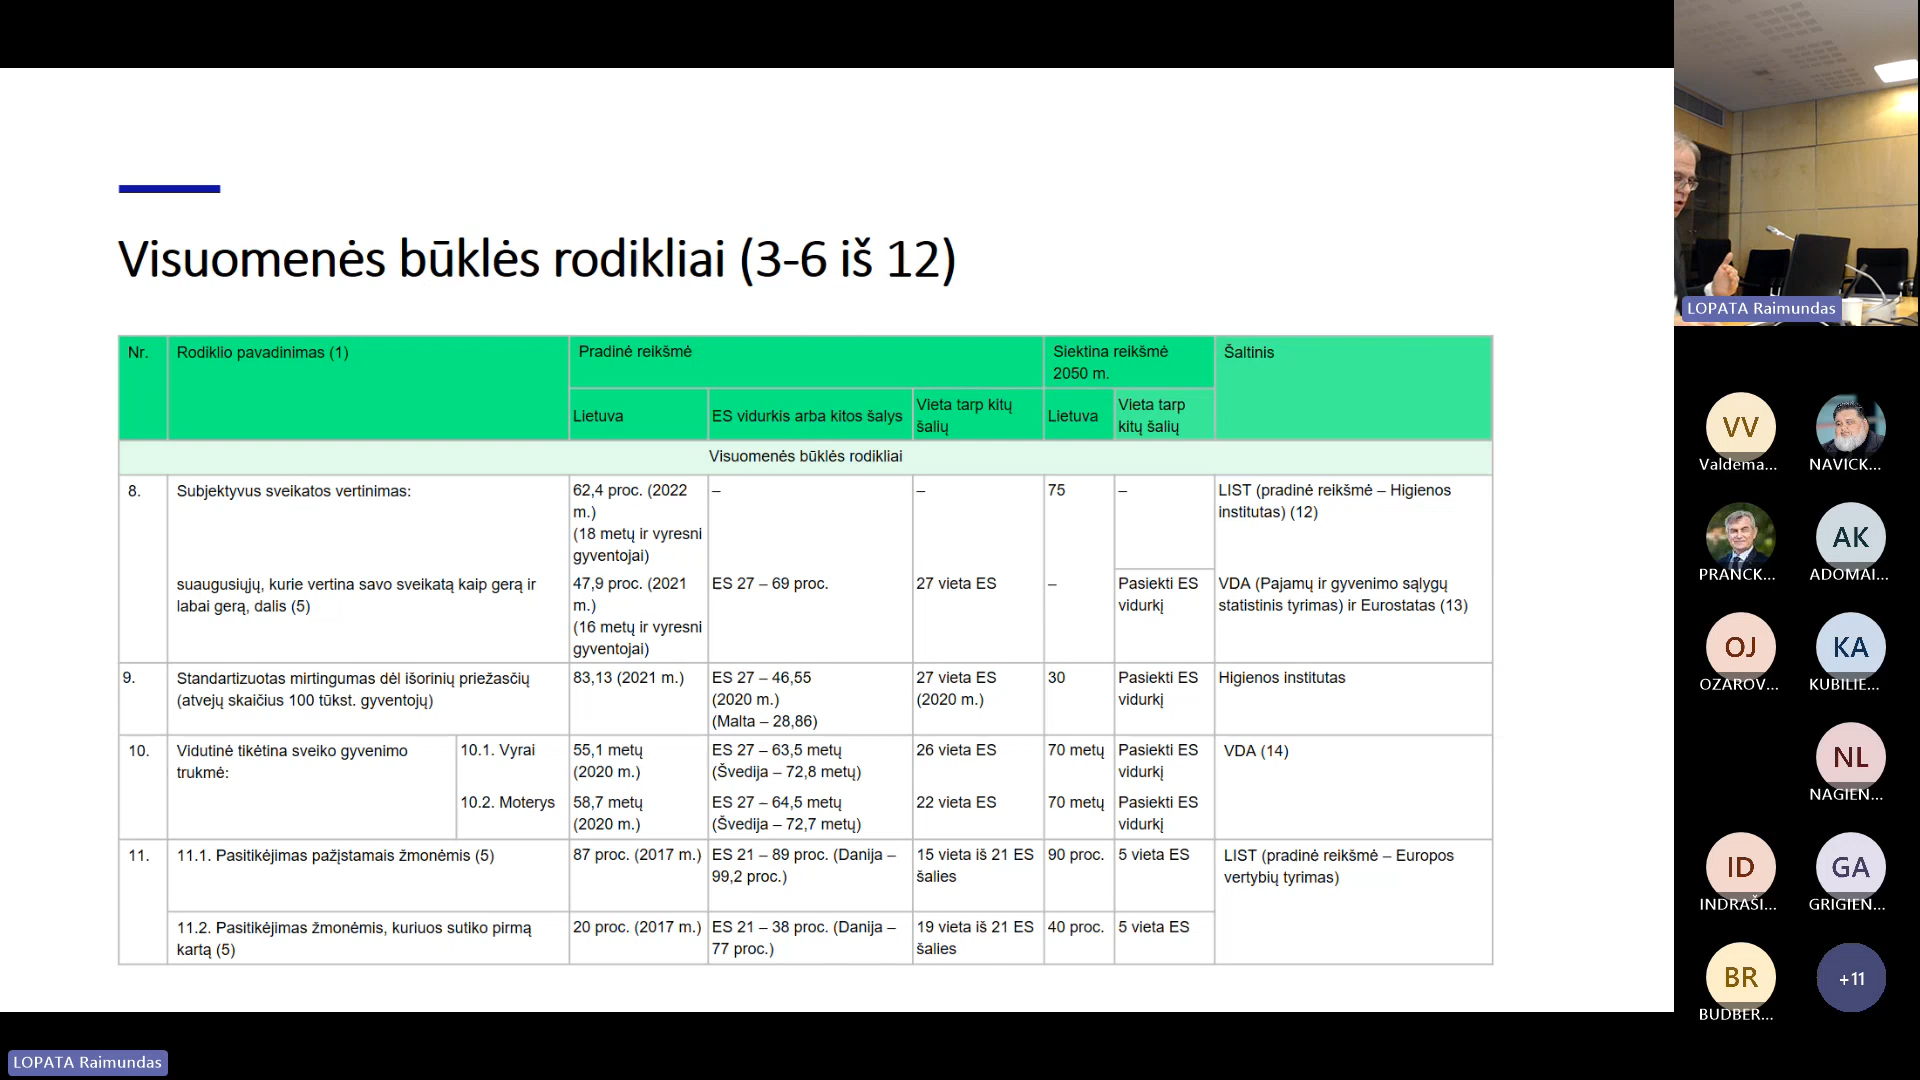 Visuomenės būklės rodikliai (3-6 iš 12)
Nr.
Rodiklio pavadinimas (1)
Pradinė reikšmė
Siektina reikšmė
2050 m.
Šaltinis
Lietuva
ES vidurkis arba kitos šalys
Vieta tarp kitų
šalių
Lietuva
Vieta tarp
kitų šalių
Visuomenės būklės rodikliai
8.
Subjektyvus sveikatos vertinimas:
62,4 proc. (2022
m.)
(18 metų ir vyresni
gyventojai)
–
–
75
–
LIST (pradinė reikšmė – Higienos
institutas) (12)
suaugusiųjų, kurie vertina savo sveikatą kaip gerą ir
labai gerą, dalis (5)
47,9 proc. (2021
m.)
(16 metų ir vyresni
gyventojai)
ES 27 – 69 proc.
27 vieta ES
–
Pasiekti ES
vidurkį
VDA (Pajamų ir gyvenimo sąlygų
statistinis tyrimas) ir Eurostatas (13)
9.
Standartizuotas mirtingumas dėl išorinių priežasčių
(atvejų skaičius 100 tūkst. gyventojų)
83,13 (2021 m.)
ES 27 – 46,55
(2020 m.)
(Malta – 28,86)
27 vieta ES
(2020 m.)
30
Pasiekti ES
vidurkį
Higienos institutas
10.
Vidutinė tikėtina sveiko gyvenimo
trukmė:
10.1. Vyrai
55,1 metų
(2020 m.)
ES 27 – 63,5 metų
(Švedija – 72,8 metų)
26 vieta ES
70 metų
Pasiekti ES
vidurkį
VDA (14)
10.2. Moterys
58,7 metų
(2020 m.)
ES 27 – 64,5 metų
(Švedija – 72,7 metų)
22 vieta ES
70 metų
Pasiekti ES
vidurkį
11.
11.1. Pasitikėjimas pažįstamais žmonėmis (5)
87 proc. (2017 m.)
ES 21 – 89 proc. (Danija –
99,2 proc.)
15 vieta iš 21 ES
šalies
90 proc.
5 vieta ES
LIST (pradinė reikšmė – Europos
vertybių tyrimas)
11.2. Pasitikėjimas žmonėmis, kuriuos sutiko pirmą
kartą (5)
20 proc. (2017 m.)
ES 21 – 38 proc. (Danija –
77 proc.)
19 vieta iš 21 ES
šalies
40 proc.
5 vieta ES
LOPATA Raimundas
VV
Valdema...
NAVICK...
PRANCK...
AK
ADOMAI...
OJ
OZAROV...
KA
KUBILIE...
NL
NAGIEN...
ID
INDRAŠI...
GA
GRIGIEN...
BR
BUDBER...
+11
LOPATA Raimundas